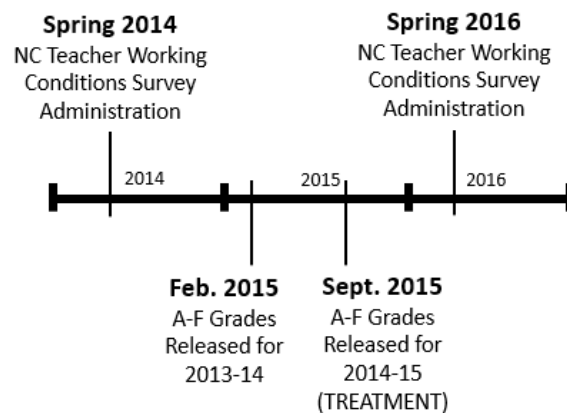 Spring 2014
NC Teacher Working
Conditions Survey
Administration
Spring 2016
NC Teacher Working
Conditions Survey
Administration
2014
2015
2016
Feb. 2015
A-F Grades
Released for
2013-14
Sept. 2015
A-F Grades
Released for
2014-15
(TREATMENT)